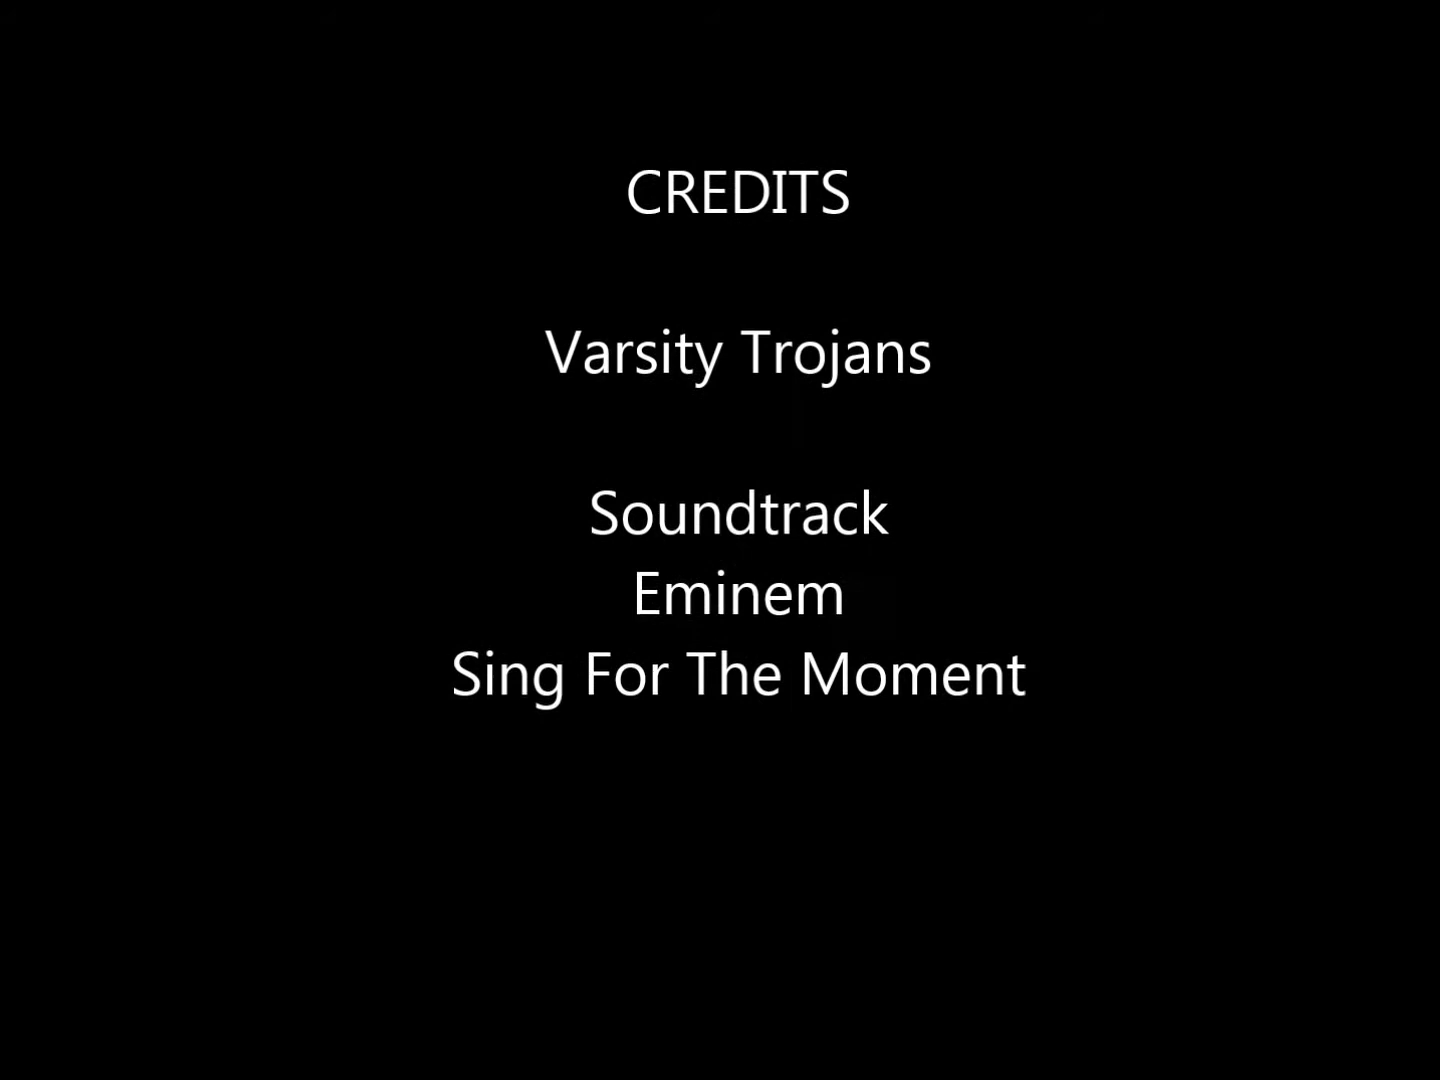 CREDITS
Varsity Trojans
Soundtrack
Eminem
Sing For The Moment